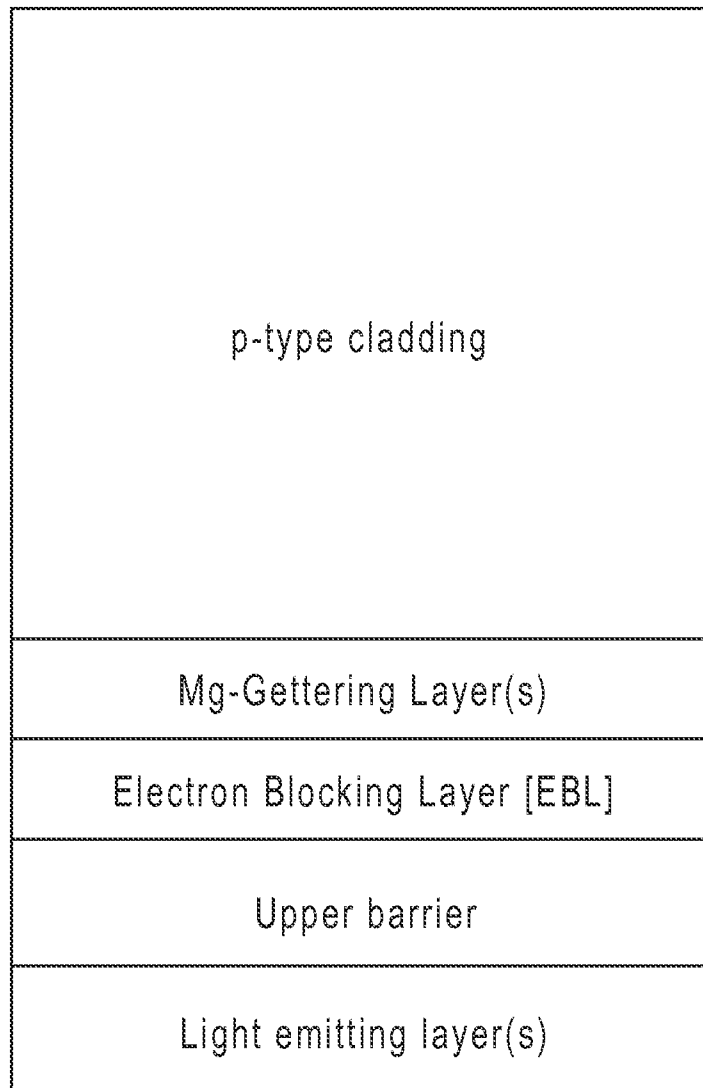 p-type cladding
Mg-Gettering Layer(s)
Electron Blocking Layer [EBL]
Upper barrier
Light emitting layer(s)